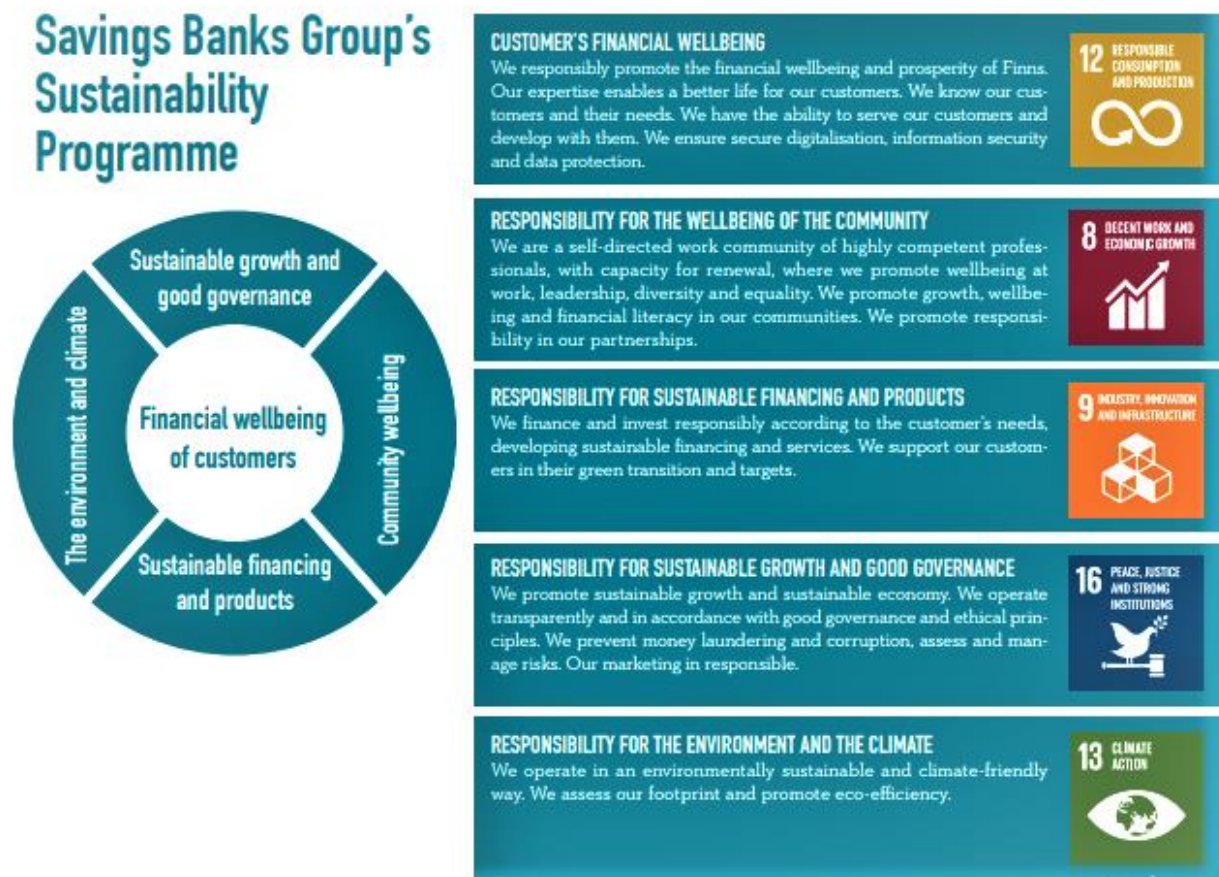 Savings Banks Group's
Sustainability
Programme
Sustainable growth and
good governance
The environment and climate
Financial wellbeing
of customers
Community wellbeing
Sustainable financing
and products
CUSTOMER'S FINANCIAL WELLBEING
We responsibly promote the financial wellbeing and prosperity of Finns.
Our expertise enables a better life for our customers. We know our cus-
tomers and their needs. We have the ability to serve our customers and
develop with them. We ensure secure digitalisation, information security
and data protection.
12 RESPONSIBLE
CONSUMPTION
AND PRODUCTION
RESPONSIBILITY FOR THE WELLBEING OF THE COMMUNITY
We are a self-directed work community of highly competent profes-
sionals, with capacity for renewal, where we promote wellbeing at
work, leadership, diversity and equality. We promote growth, wellbe-
ing and financial literacy in our communities. We promote responsi-
bility in our partnerships.
8 DECENT WORK AND
ECONOMIC GROWTH
RESPONSIBILITY FOR SUSTAINABLE FINANCING AND PRODUCTS
We finance and invest responsibly according to the customer's needs,
developing sustainable financing and services. We support our custom-
ers in their green transition and targets.
9 INDUSTRY, INNOVATION
AND INFRASTRUCTURE
RESPONSIBILITY FOR SUSTAINABLE GROWTH AND GOOD GOVERNANCE
We promote sustainable growth and sustainable economy. We operate
transparently and in accordance with good governance and ethical prin-
ciples. We prevent money laundering and corruption, assess and man-
age risks. Our marketing in responsible.
16 PEACE, JUSTICE
AND STRONG
INSTITUTIONS
RESPONSIBILITY FOR THE ENVIRONMENT AND THE CLIMATE
We operate in an environmentally sustainable and climate-friendly
way. We assess our footprint and promote eco-efficiency.
13 CLIMATE
ACTION